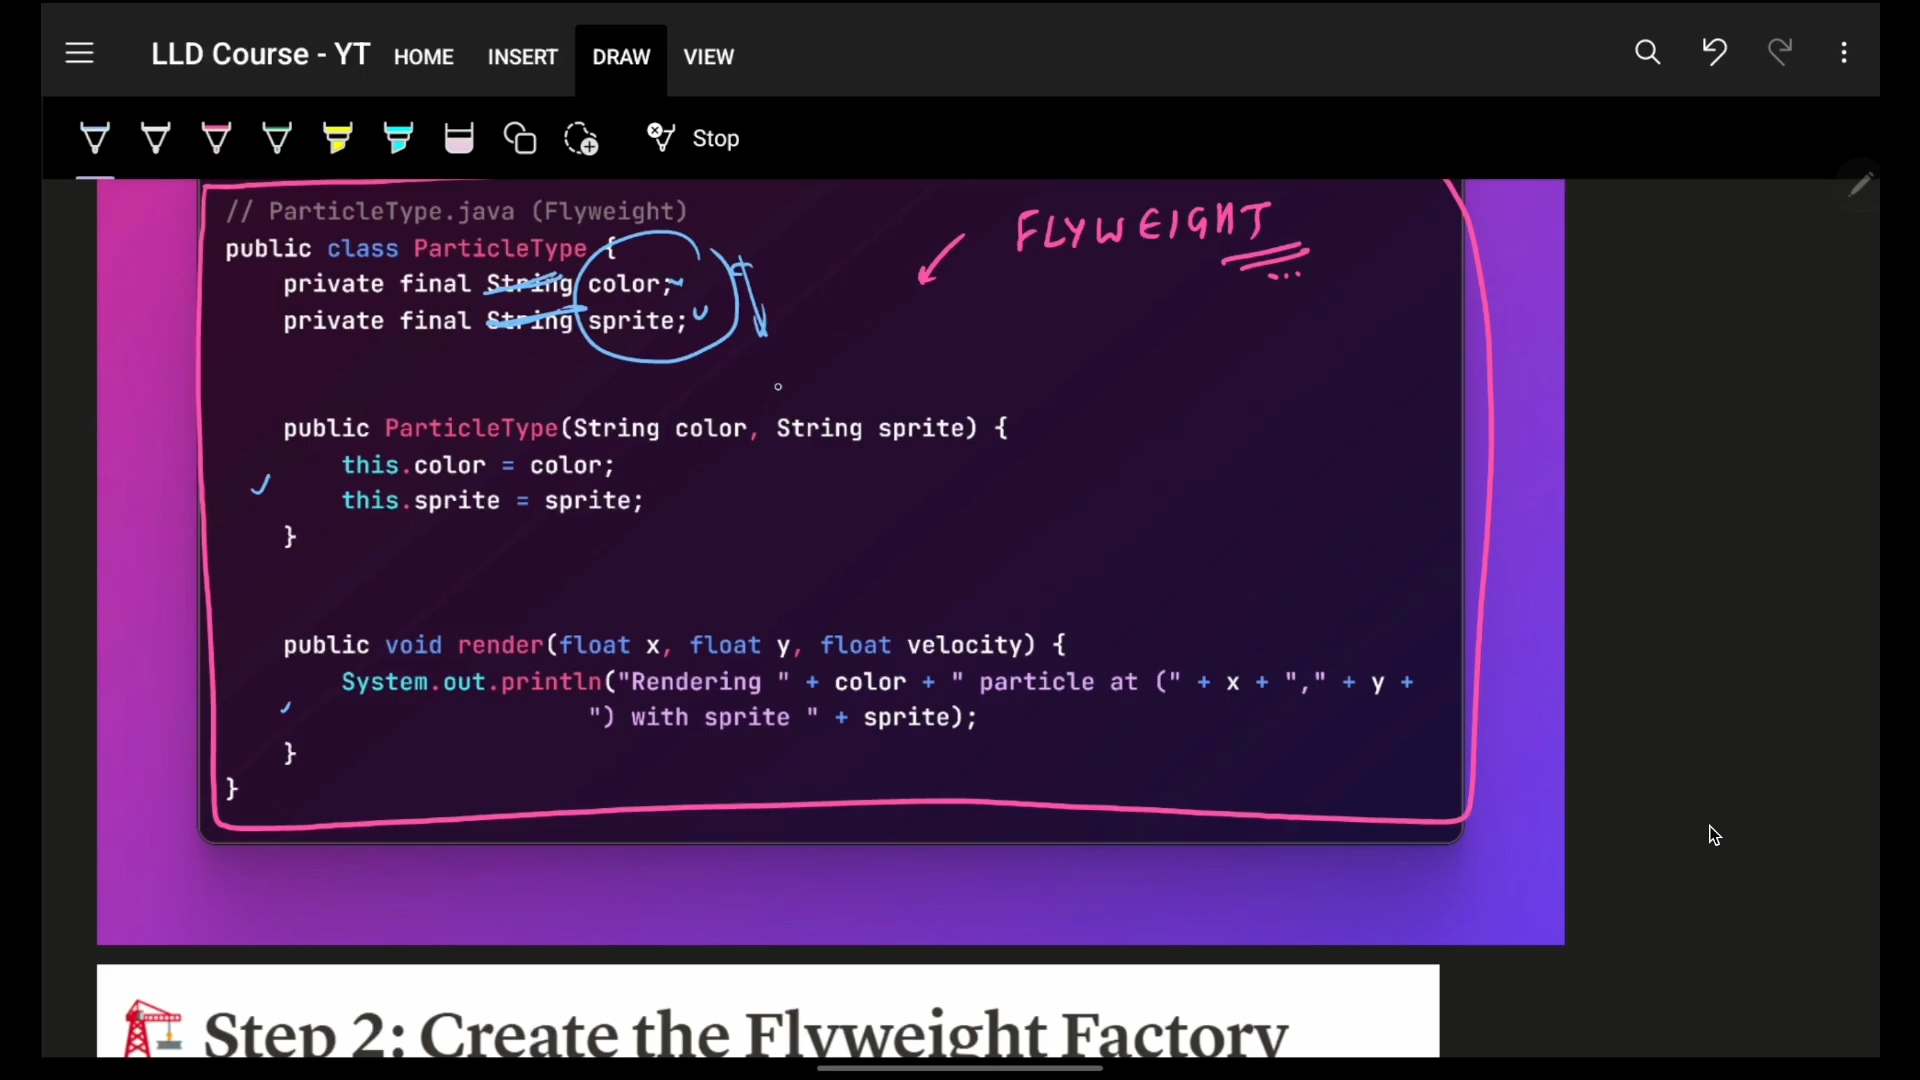 LLD Course - YT HOME INSERT DRAW VIEW
Stop
// ParticleType.java (Flyweight)
FLYWEIGHT
public class ParticleType {
private final String color;
private final String sprite;
public ParticleType(String color, String sprite) {
this.color = color;
this.sprite = sprite;
}
public void render(float x, float y, float velocity) {
System.out.println("Rendering " + color + " particle at (" + x + "," + y +
") with sprite " + sprite);
}
}
Step 2: Create the Flyweight Factory